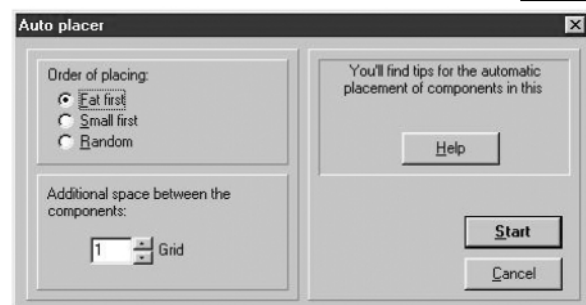 Auto placer
Order of placing:
Fat first
Small first
Random
Additional space between the
components:
1 Grid
You'll find tips for the automatic
placement of components in this
Help
Start
Cancel